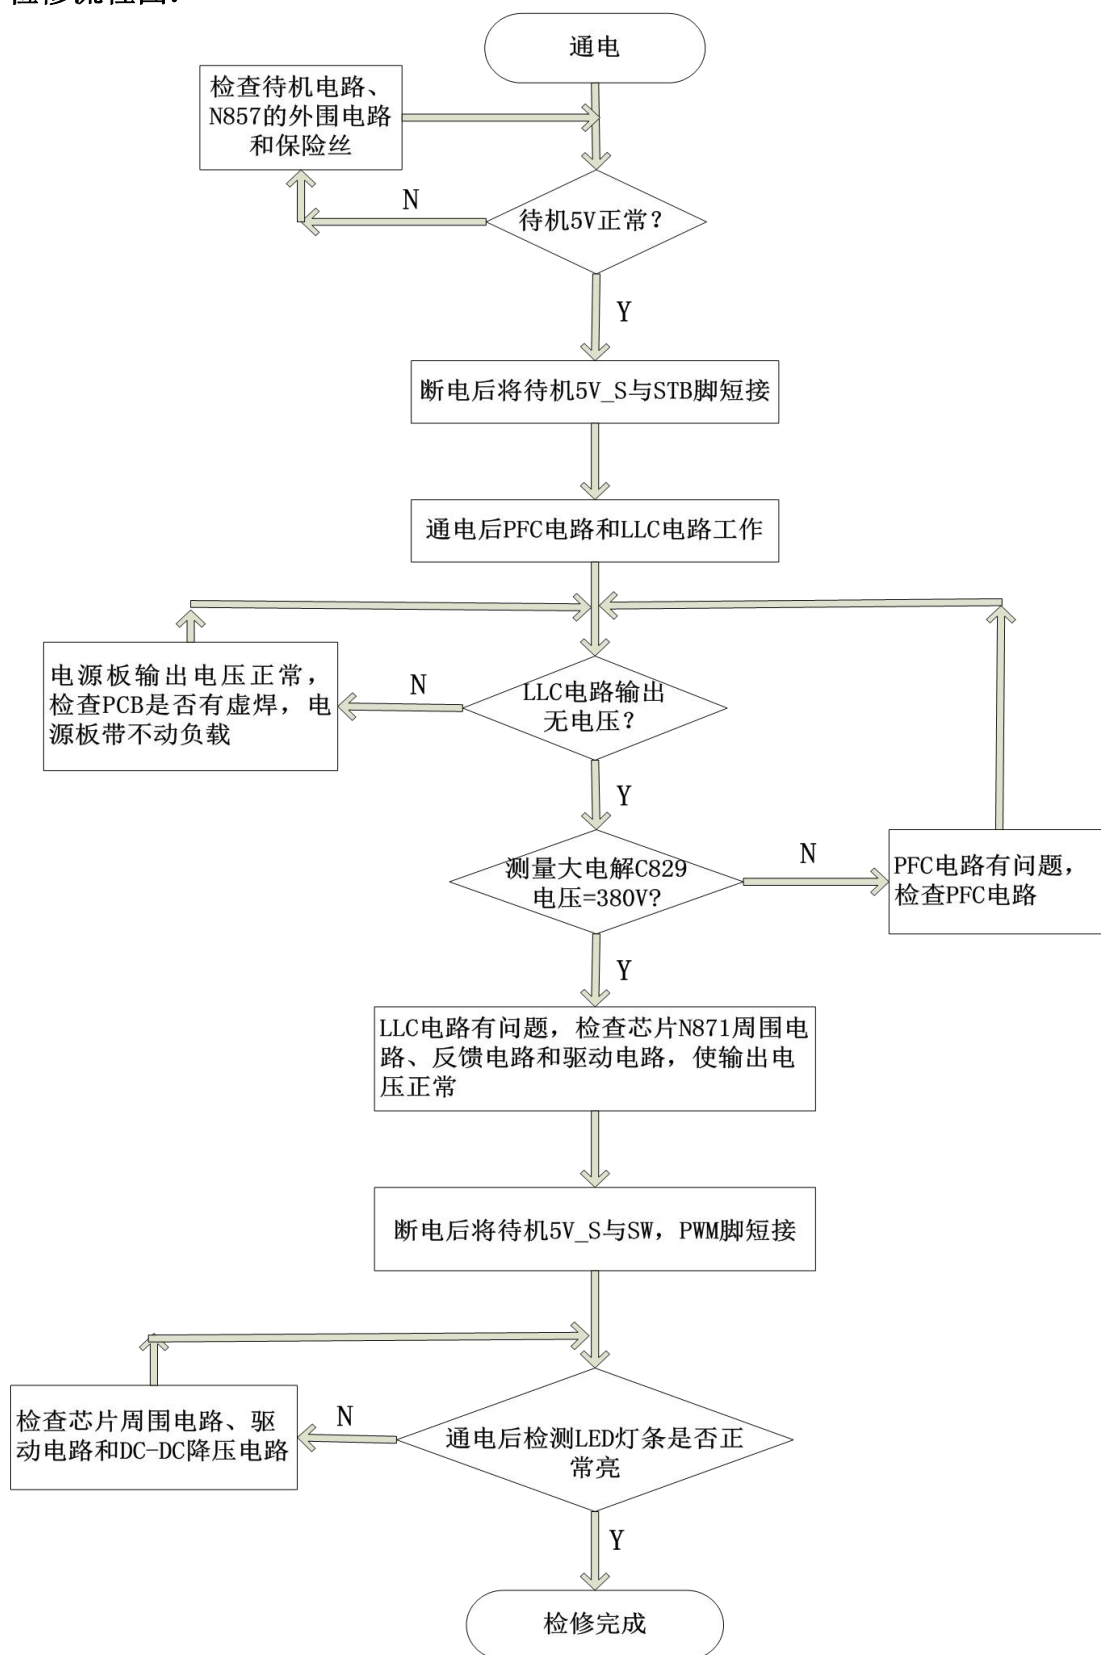 检修流程图：
通电
检查待机电路、
N857的外围电路
和保险丝
N
待机5V正常？
Y
断电后将待机5V_S与STB脚短接
通电后PFC电路和LLC电路工作
电源板输出电压正常，
检查PCB是否有虚焊，电
源板带不动负载
N
LLC电路输出
无电压？
Y
测量大电解C829
电压=380V?
N
PFC电路有问题，
检查PFC电路
Y
LLC电路有问题，检查芯片N871周围电
路、反馈电路和驱动电路，使输出电
压正常
断电后将待机5V_S与SW，PWM脚短接
检查芯片周围电路、驱
动电路和DC-DC降压电路
N
通电后检测LED灯条是否正
常亮
Y
检修完成